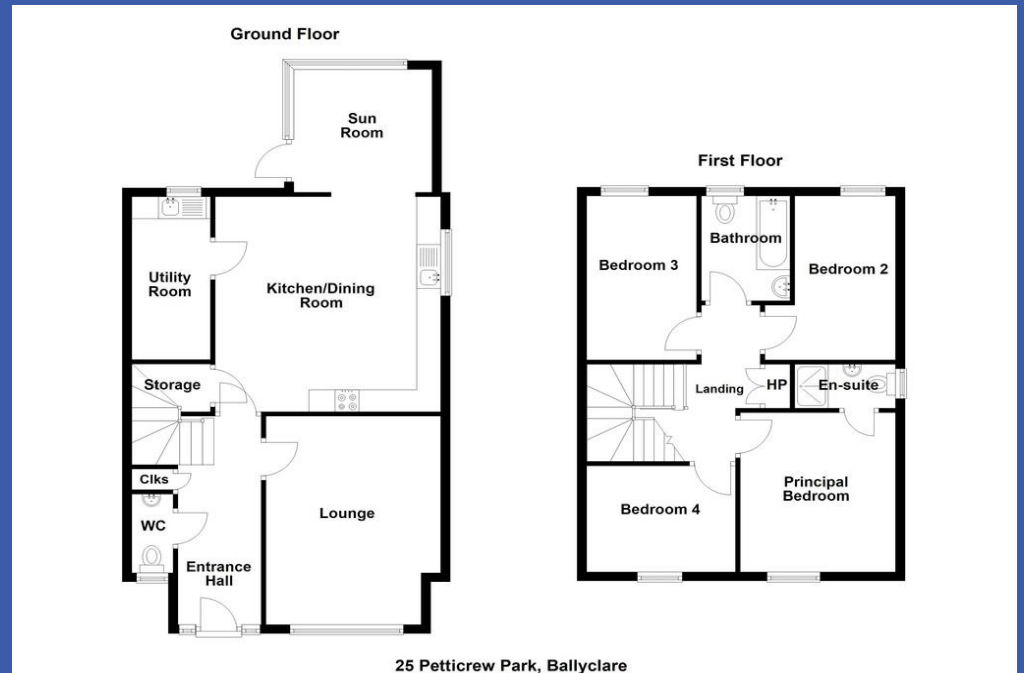 Ground Floor
Sun
Room
Utility
Room
Kitchen/Dining
Room
Storage
Clks
WC
Lounge
Entrance
Hall
First Floor
Bathroom
Bedroom 3
Bedroom 2
Landing
HP
En-suite
Principal
Bedroom
Bedroom 4
25 Petticrew Park, Ballyclare